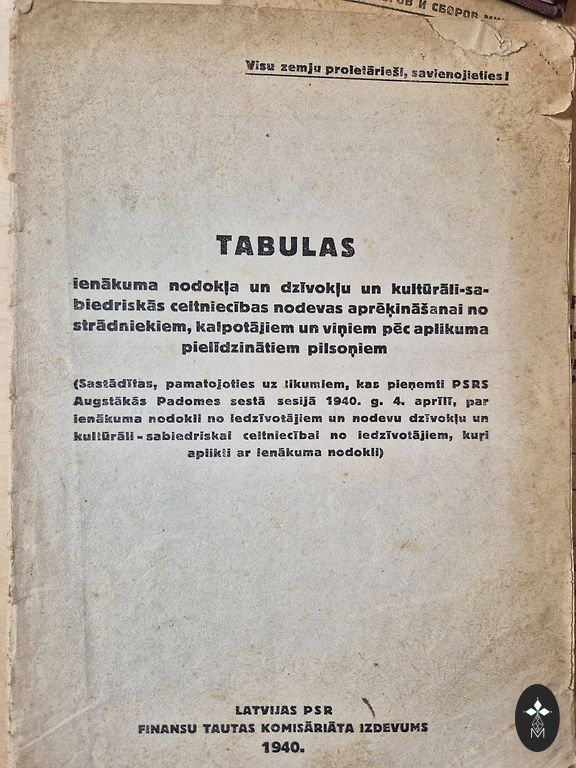 ОВ И СБОРОВ
Visu zemju proletārieši, savienojieties!
TABULAS
ienākuma nodokļa un dzīvokļu un kultūrāli-sa-
biedriskās celtniecības nodevas aprēķināšanai no
strādniekiem, kalpotājiem un viņiem pēc aplikuma
pielīdzinātiem pilsoņiem
(Sastādītas, pamatojoties uz likumiem, kas pieņemti PSRS
Augstākās Padomes sestā sesijā 1940. g. 4. aprīlī, par
ienākuma nodokli no iedzīvotājiem un nodevu dzīvokļu un
kultūrāli-sabiedriskai celtniecībai no iedzīvotājiem, kuŗi
aplikti ar ienākuma nodokli)
LATVIJAS PSR
FINANSU TAUTAS KOMISĀRIĀTA IZDEVUMS
1940.
M